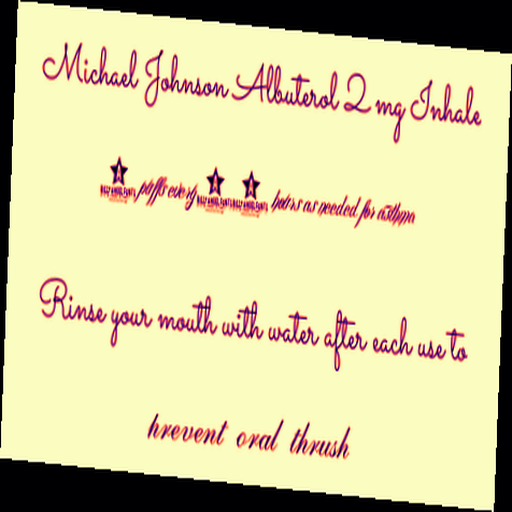 Michael Johnson Albuterol 2 mg Inhale
puffs every hours as needed for asthma
Rinse your mouth with water after each use to
prevent oral thrush